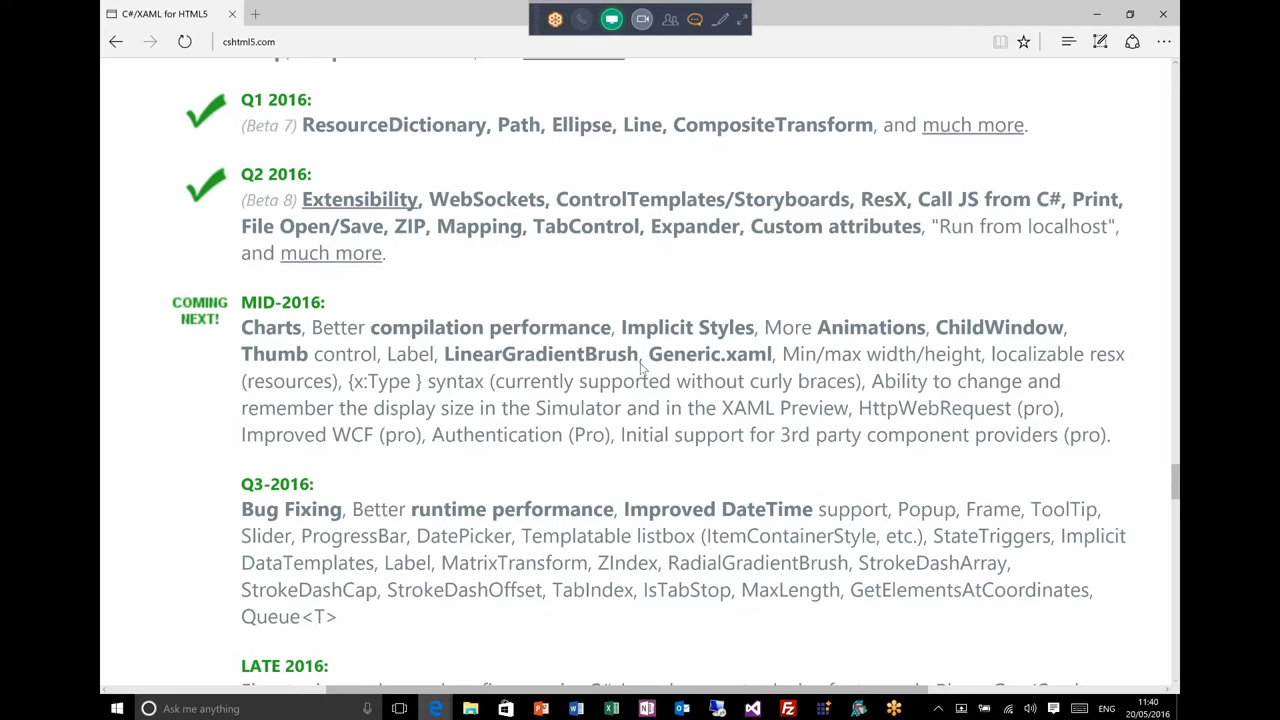 C#/XAML for HTML5
cshtml5.com
Q1 2016:
(Beta 7) ResourceDictionary, Path, Ellipse, Line, CompositeTransform, and much more.
Q2 2016:
(Beta 8) Extensibility, WebSockets, ControlTemplates/Storyboards, ResX, Call JS from C#, Print,
File Open/Save, ZIP, Mapping, TabControl, Expander, Custom attributes, "Run from localhost",
and much more.
COMING
NEXT!
MID-2016:
Charts, Better compilation performance, Implicit Styles, More Animations, ChildWindow,
Thumb control, Label, LinearGradientBrush, Generic.xaml, Min/max width/height, localizable resx
(resources), {x:Type } syntax (currently supported without curly braces), Ability to change and
remember the display size in the Simulator and in the XAML Preview, HttpWebRequest (pro),
Improved WCF (pro), Authentication (Pro), Initial support for 3rd party component providers (pro).
Q3-2016:
Bug Fixing, Better runtime performance, Improved DateTime support, Popup, Frame, ToolTip,
Slider, ProgressBar, DatePicker, Templatable listbox (ItemContainerStyle, etc.), StateTriggers, Implicit
DataTemplates, Label, MatrixTransform, ZIndex, RadialGradientBrush, StrokeDashArray,
StrokeDashCap, StrokeDashOffset, TabIndex, IsTabStop, MaxLength, GetElementsAtCoordinates,
Queue<T>
LATE 2016:
Ask me anything
ENG
11:40
20/05/2016